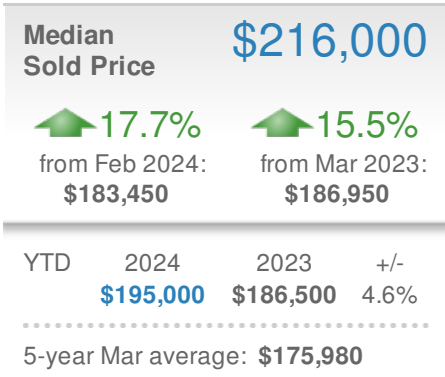 Median
Sold Price
$216,000
17.7%
from Feb 2024:
$183,450
15.5%
from Mar 2023:
$186,950
YTD 2024 2023 +/-
$195,000 $186,500 4.6%
5-year Mar average: $175,980